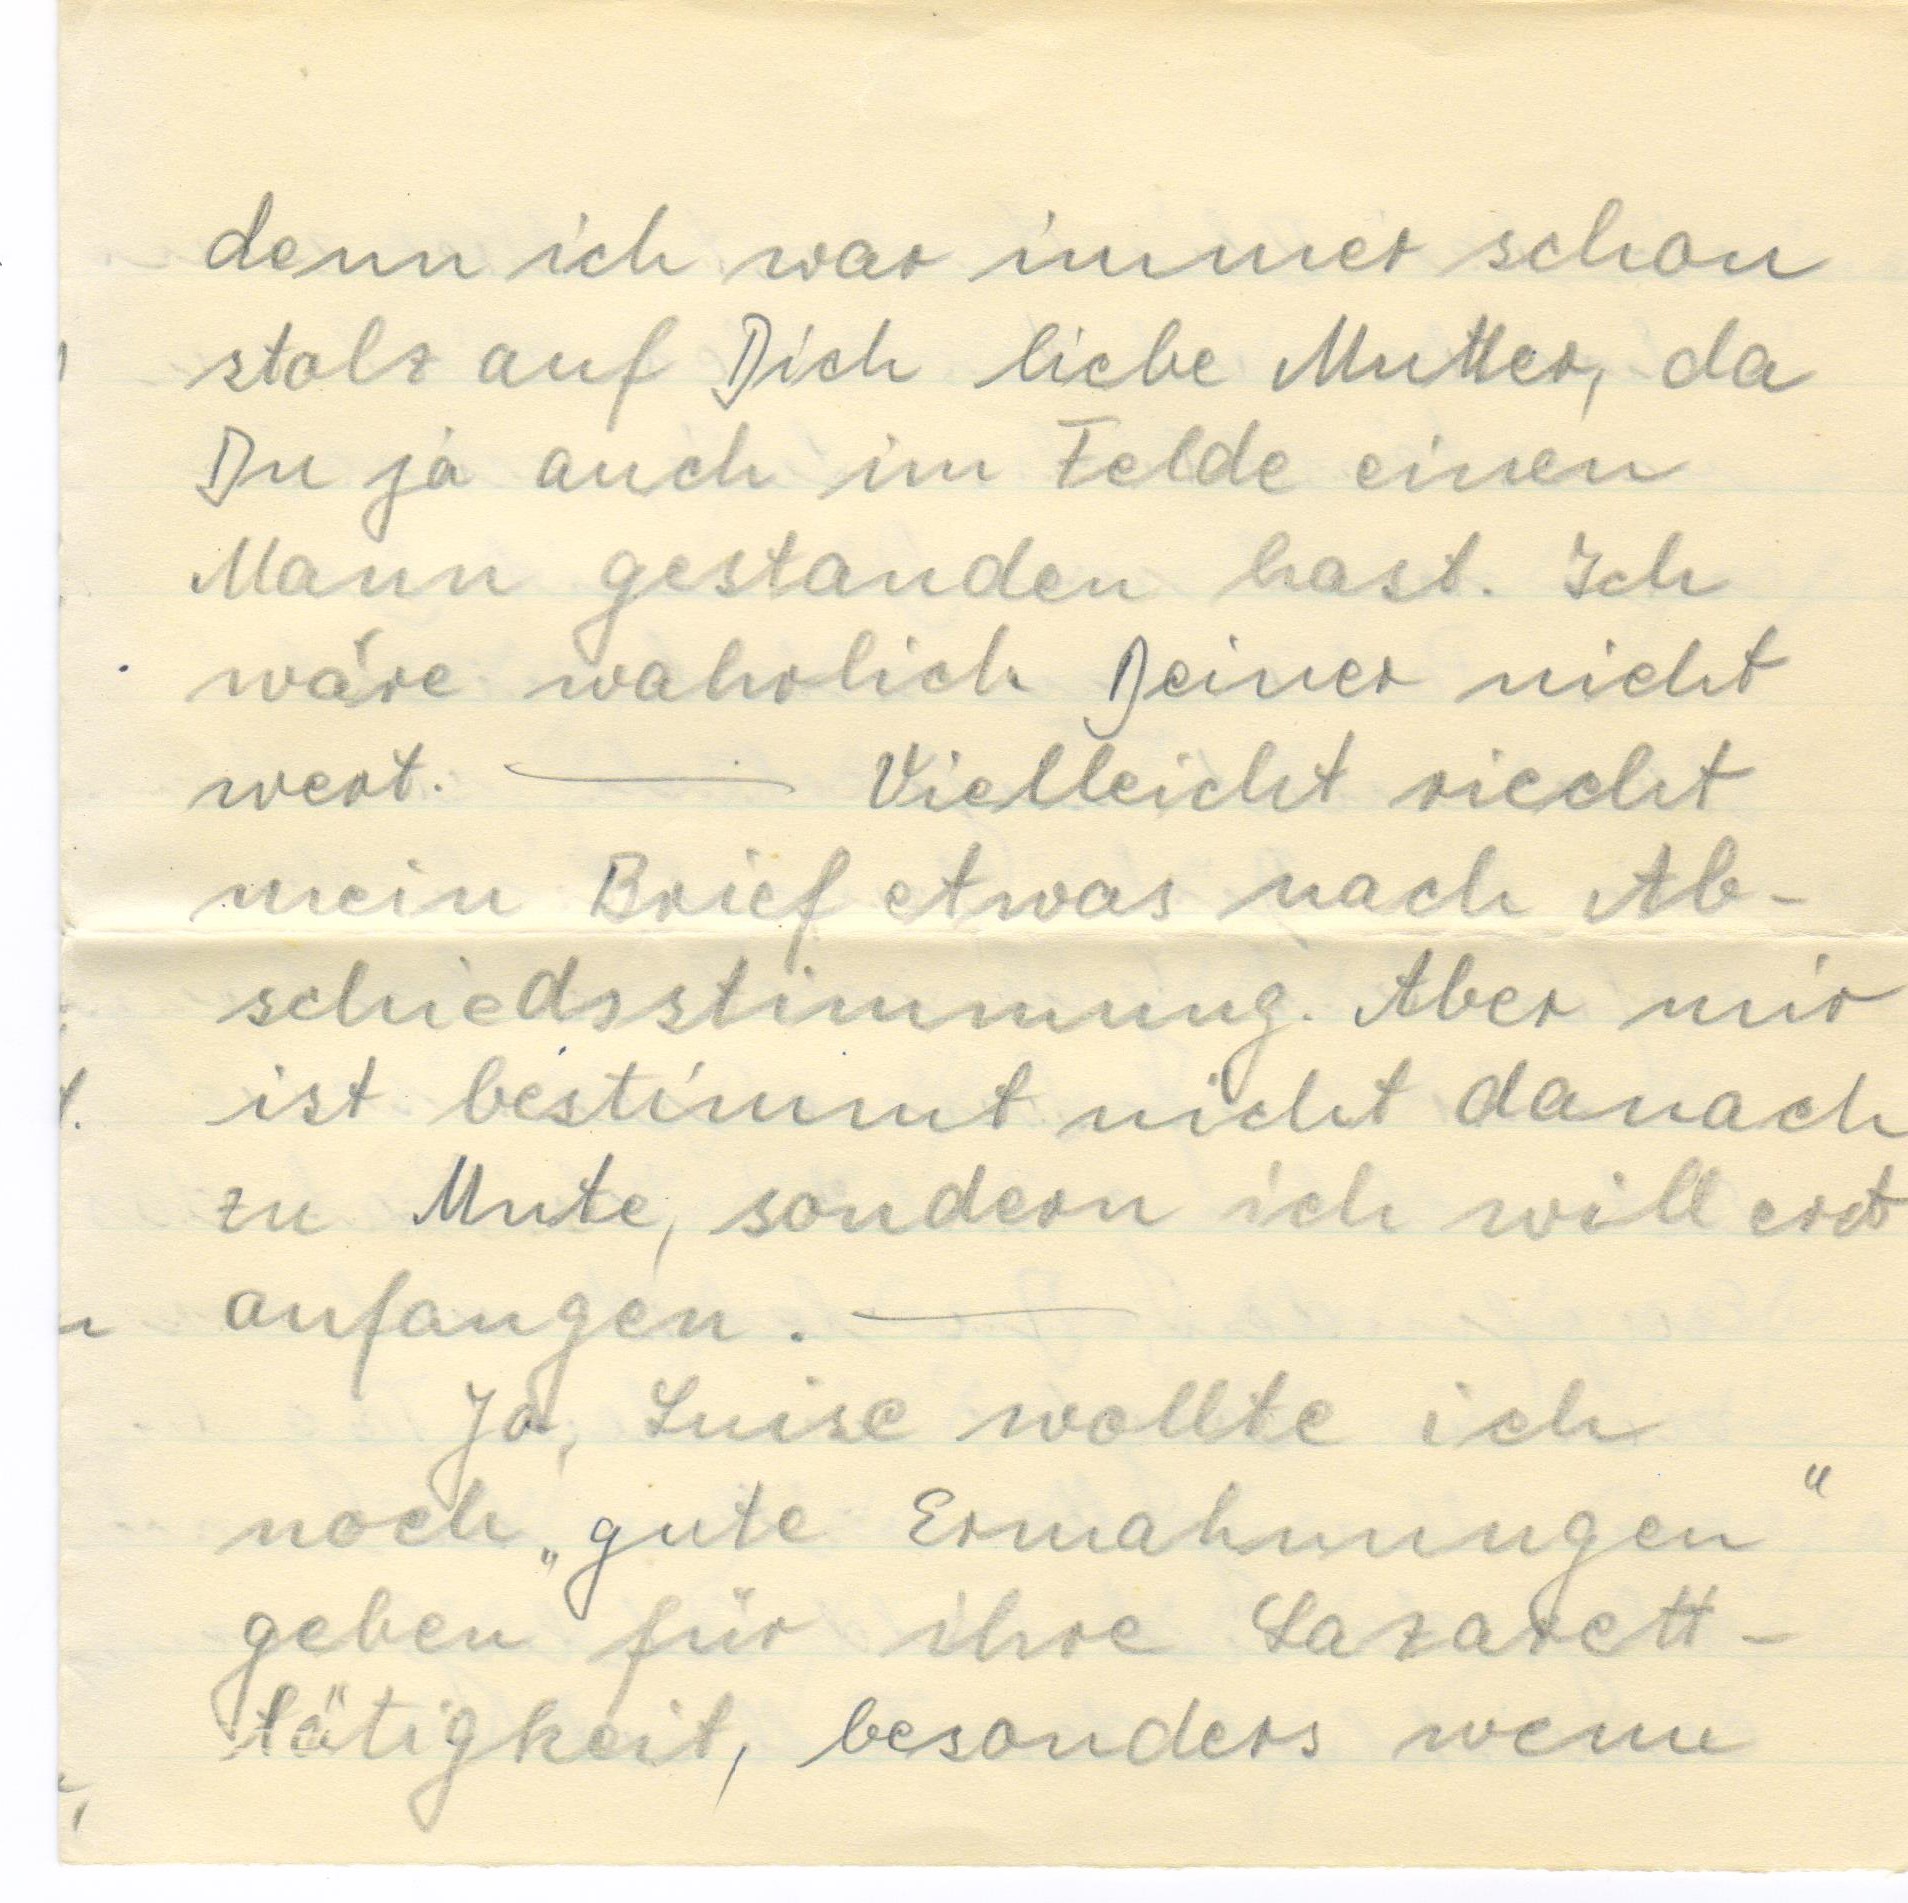 denn ich war immer schon
stolz auf Dich liebe Mutter, da
Du ja auch im Felde einen
Mann gestanden hast. Ich
wäre wahrlich Deiner nicht
wert. — Vielleicht riecht
mein Brief etwas nach Ab-
schiedsstimmung. Aber mir
ist bestimmt nicht danach
zu Mute, sondern ich will erst
anfangen. —
Ja, Luise wollte ich
noch „gute Ermahnungen“
geben für ihre Lazarett-
tätigkeit, besonders wenn